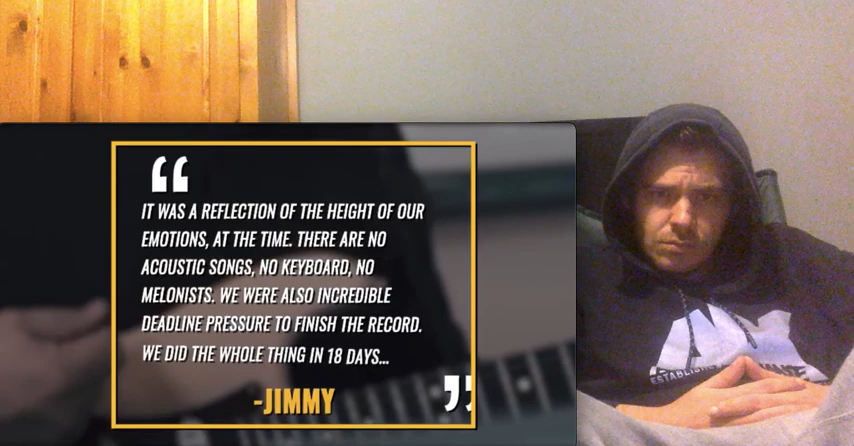 “
IT WAS A REFLECTION OF THE HEIGHT OF OUR
EMOTIONS, AT THE TIME. THERE ARE NO
ACOUSTIC SONGS, NO KEYBOARD, NO
MELONISTS. WE WERE ALSO INCREDIBLE
DEADLINE PRESSURE TO FINISH THE RECORD.
WE DID THE WHOLE THING IN 18 DAYS...
”
-JIMMY